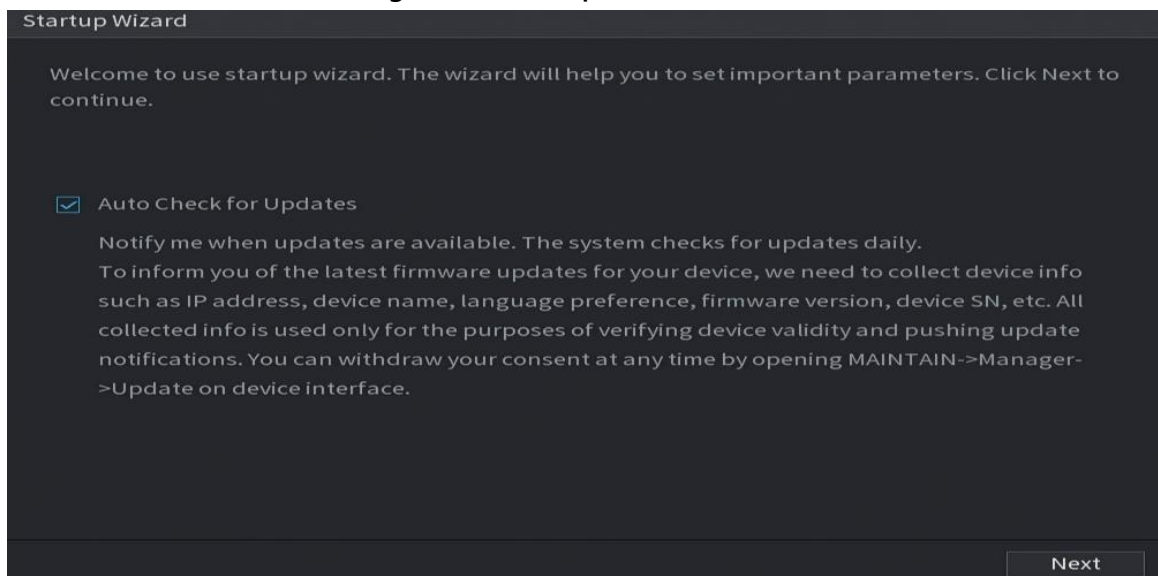 Startup Wizard
Welcome to use startup wizard. The wizard will help you to set important parameters. Click Next to
continue.
Auto Check for Updates
Notify me when updates are available. The system checks for updates daily.
To inform you of the latest firmware updates for your device, we need to collect device info
such as IP address, device name, language preference, firmware version, device SN, etc. All
collected info is used only for the purposes of verifying device validity and pushing update
notifications. You can withdraw your consent at any time by opening MAINTAIN->Manager-
>Update on device interface.
Next